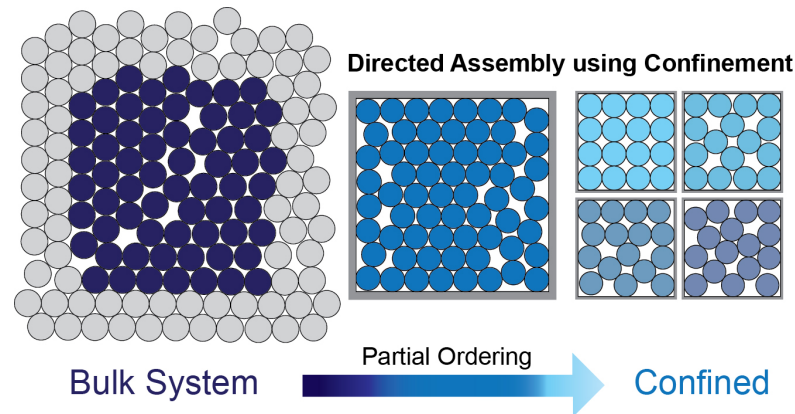 Directed Assembly using Confinement
Partial Ordering
Bulk System
Confined